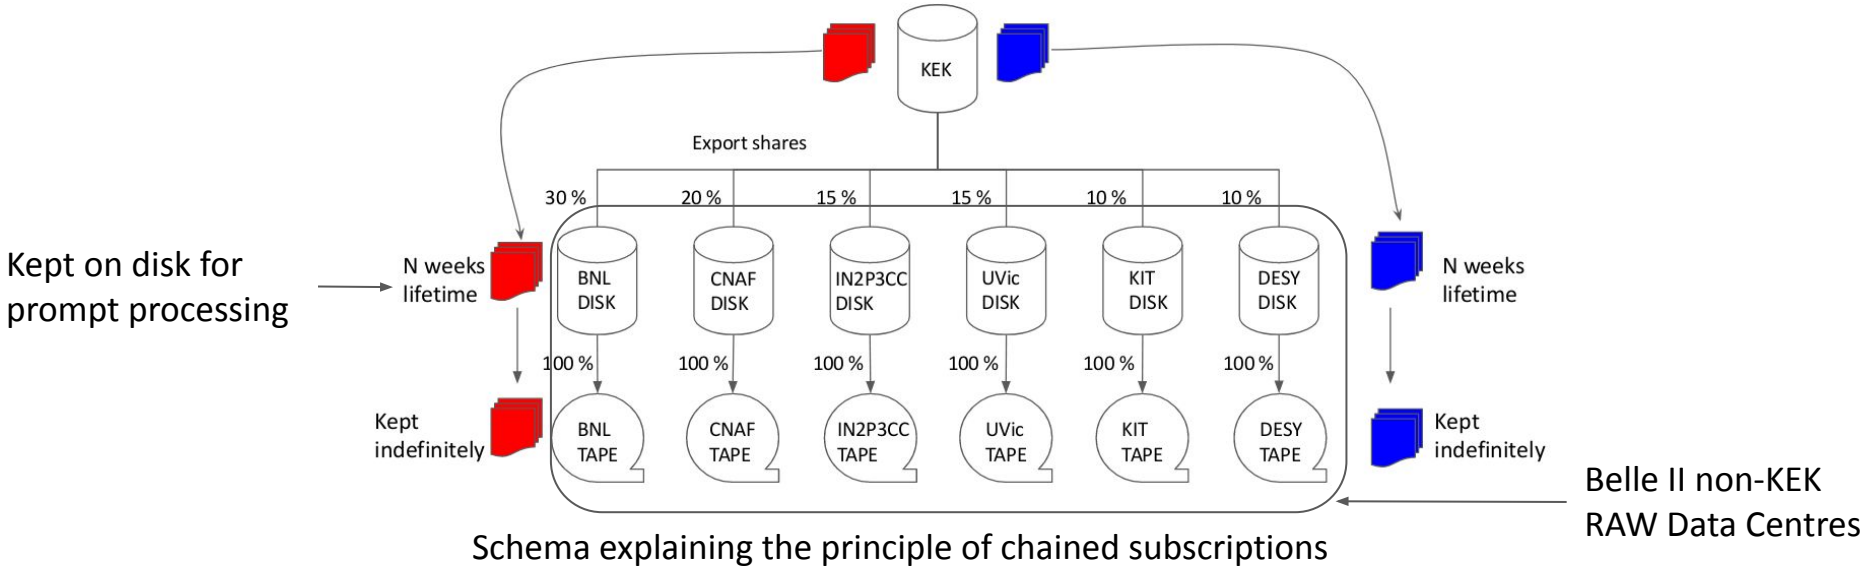 KEK
Export shares
30 %
20 %
15 %
15 %
10 %
10 %
Kept on disk for
prompt processing
N weeks
lifetime
BNL
DISK
CNAF
DISK
IN2P3CC
DISK
UVic
DISK
KIT
DISK
DESY
DISK
N weeks
lifetime
100 %
100 %
100 %
100 %
100 %
100 %
Kept
indefinitely
BNL
TAPE
CNAF
TAPE
IN2P3CC
TAPE
UVic
TAPE
KIT
TAPE
DESY
TAPE
Kept
indefinitely
Belle II non-KEK
RAW Data Centres
Schema explaining the principle of chained subscriptions